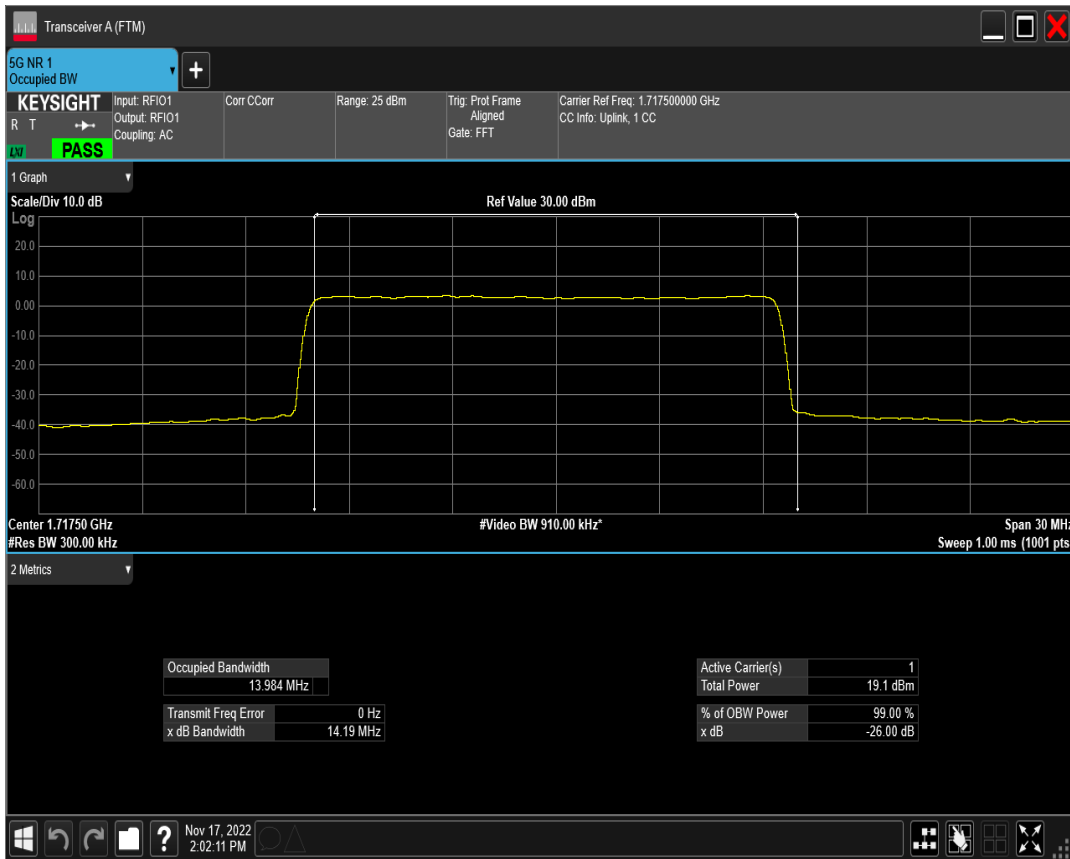 Transceiver A (FTM)
5G NR 1
Occupied BW
+
KEYSIGHT
R T
LXI
PASS
Input: RFIO1
Output: RFIO1
Coupling: AC
Corr CCorr
Range: 25 dBm
Trig: Prot Frame
Aligned
Gate: FFT
Carrier Ref Freq: 1.717500000 GHz
CC Info: Uplink, 1 CC
1 Graph
Scale/Div 10.0 dB
Ref Value 30.00 dBm
Log
20.0
10.0
0.00
-10.0
-20.0
-30.0
-40.0
-50.0
-60.0
Center 1.71750 GHz
#Video BW 910.00 kHz*
Span 30 MHz
#Res BW 300.00 kHz
Sweep 1.00 ms (1001 pts
2 Metrics
Occupied Bandwidth
13.984 MHz
Transmit Freq Error 0 Hz
x dB Bandwidth 14.19 MHz
Active Carrier(s) 1
Total Power 19.1 dBm
% of OBW Power 99.00 %
x dB -26.00 dB
?
Nov 17, 2022
2:02:11 PM